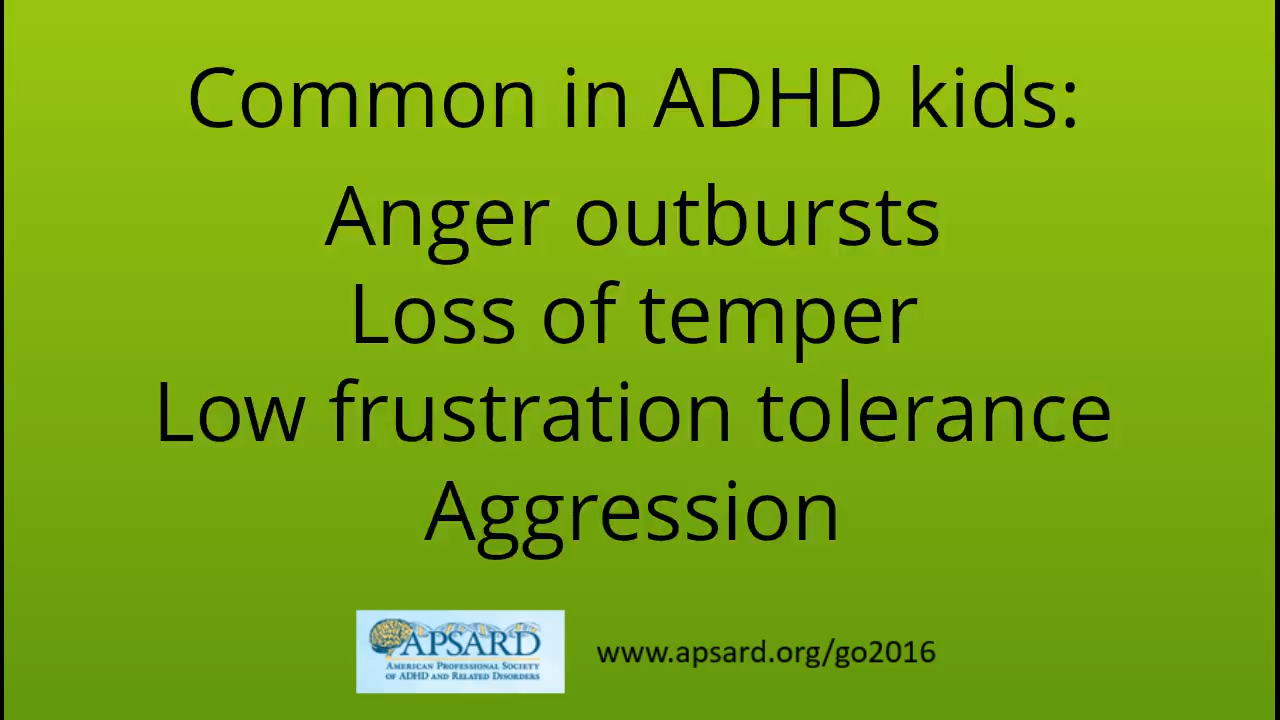 Common in ADHD kids:
Anger outbursts
Loss of temper
Low frustration tolerance
Aggression
APSARD
AMERICAN PROFESSIONAL SOCIETY
OF ADHD AND RELATED DISORDERS
www.apsard.org/go2016